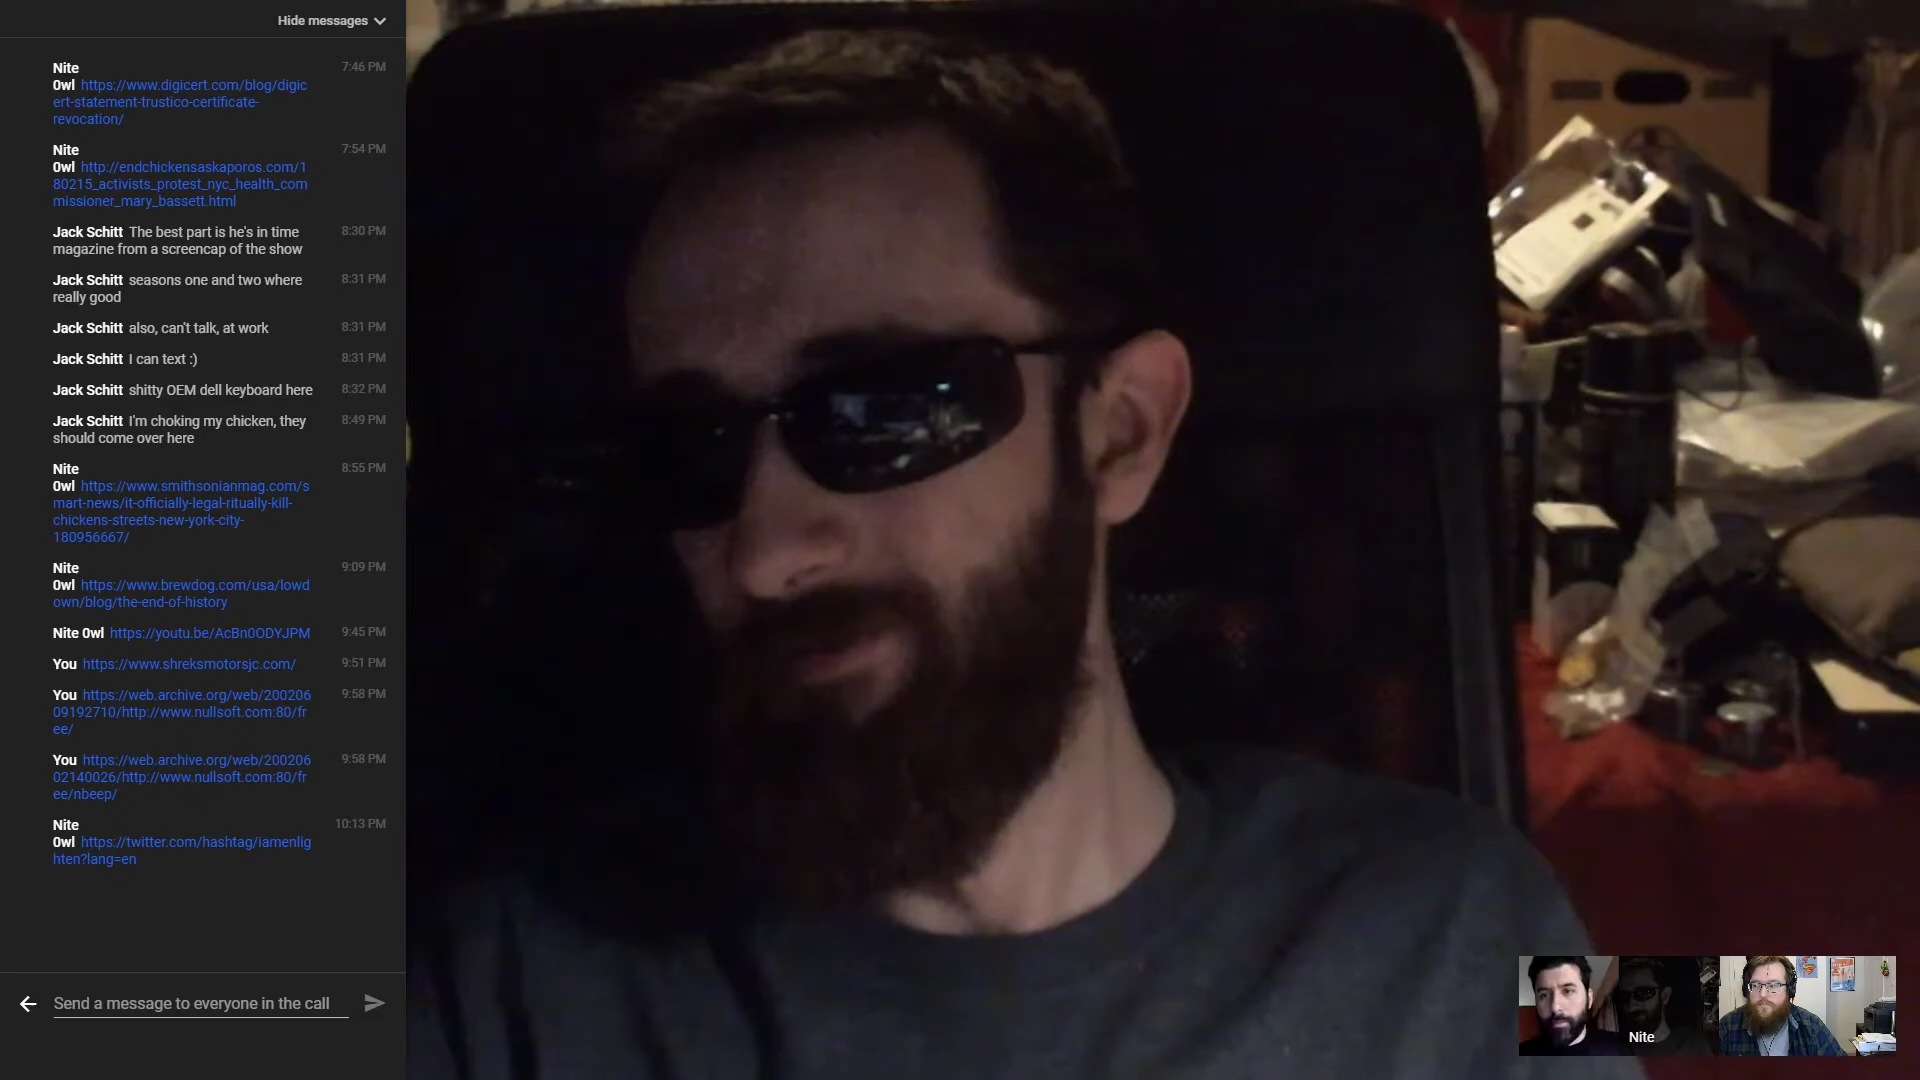 Hide messages
Nite 7:46 PM
0wl https://www.digicert.com/blog/digic
ert-statement-trustico-certificate-
revocation/
Nite 7:54 PM
0wl http://endchickensaskaporos.com/1
80215_activists_protest_nyc_health_com
missioner_mary_bassett.html
Jack Schitt The best part is he's in time 8:30 PM
magazine from a screencap of the show
Jack Schitt seasons one and two where 8:31 PM
really good
Jack Schitt also, can't talk, at work 8:31 PM
Jack Schitt I can text :) 8:31 PM
Jack Schitt shitty OEM dell keyboard here 8:32 PM
Jack Schitt I'm choking my chicken, they 8:49 PM
should come over here
Nite 8:55 PM
0wl https://www.smithsonianmag.com/s
mart-news/it-officially-legal-ritually-kill-
chickens-streets-new-york-city-
180956667/
Nite 9:09 PM
0wl https://www.brewdog.com/usa/lowd
own/blog/the-end-of-history
Nite 0wl https://youtu.be/AcBn0ODYJPM 9:45 PM
You https://www.shreksmotorsjc.com/ 9:51 PM
You https://web.archive.org/web/200206 9:58 PM
09192710/http://www.nullsoft.com:80/fr
ee/
You https://web.archive.org/web/200206 9:58 PM
02140026/http://www.nullsoft.com:80/fr
ee/nbeep/
Nite 10:13 PM
0wl https://twitter.com/hashtag/iamenlig
hten?lang=en
Send a message to everyone in the call
Nite